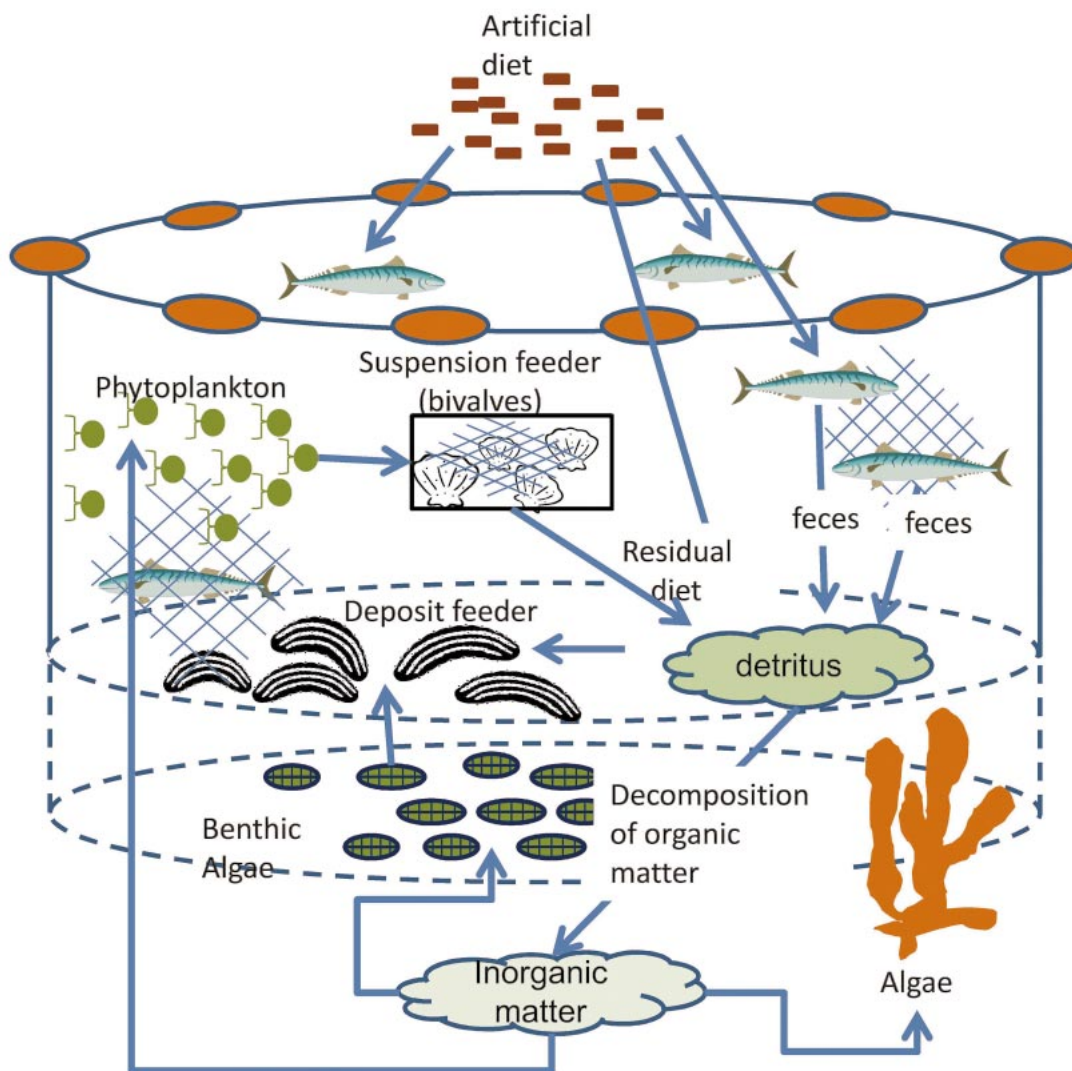 Artificial
diet
Suspension feeder
(bivalves)
Phytoplankton
feces
feces
Residual
diet
Deposit feeder
detritus
Decomposition
of organic
matter
Benthic
Algae
Inorganic
matter
Algae